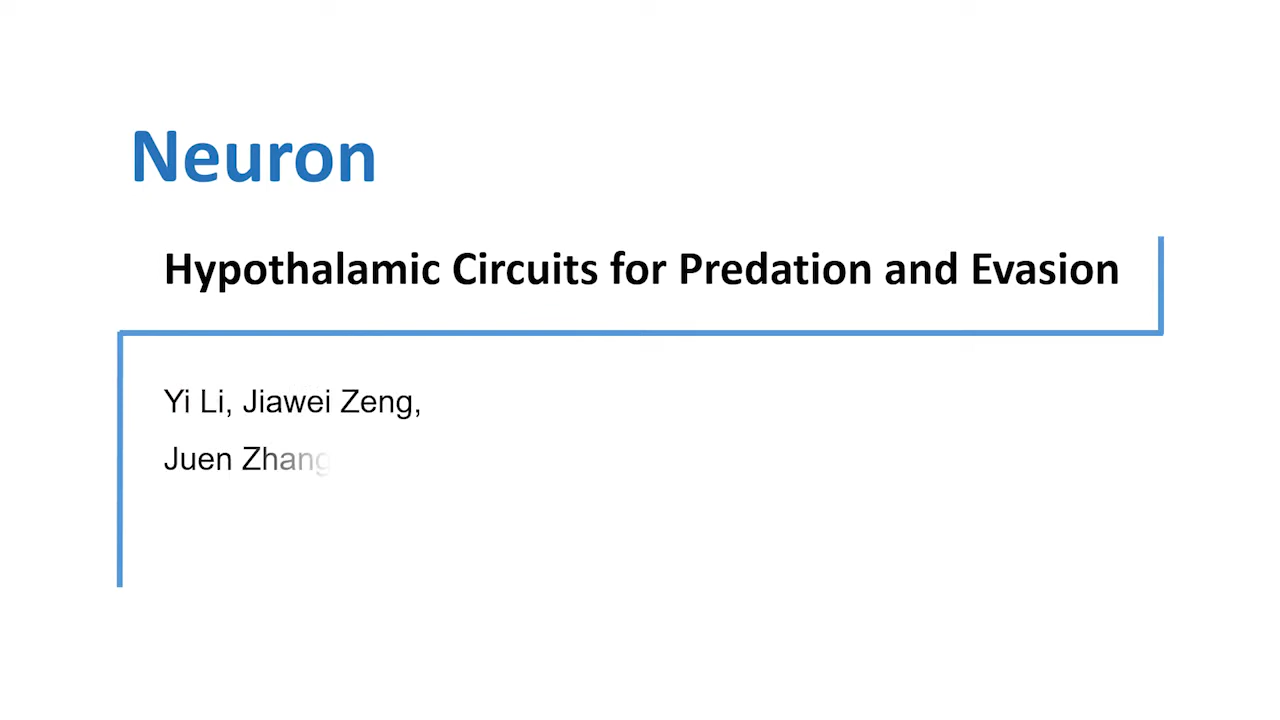 Neuron
Hypothalamic Circuits for Predation and Evasion
Yi Li, Jiawei Zeng,
Juen Zhang